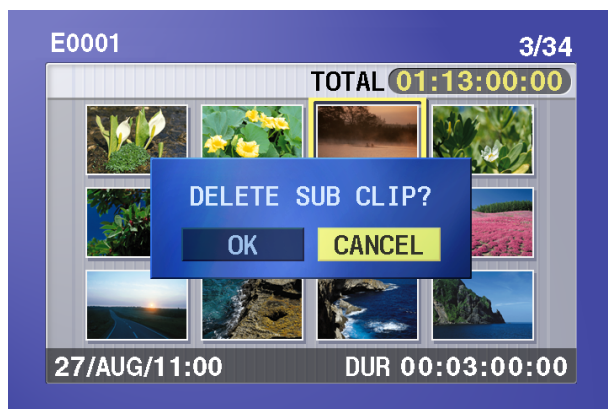 E0001 3/34
TOTAL 01:13:00:00
DELETE SUB CLIP?
OK CANCEL
27/AUG/11:00 DUR 00:03:00:00